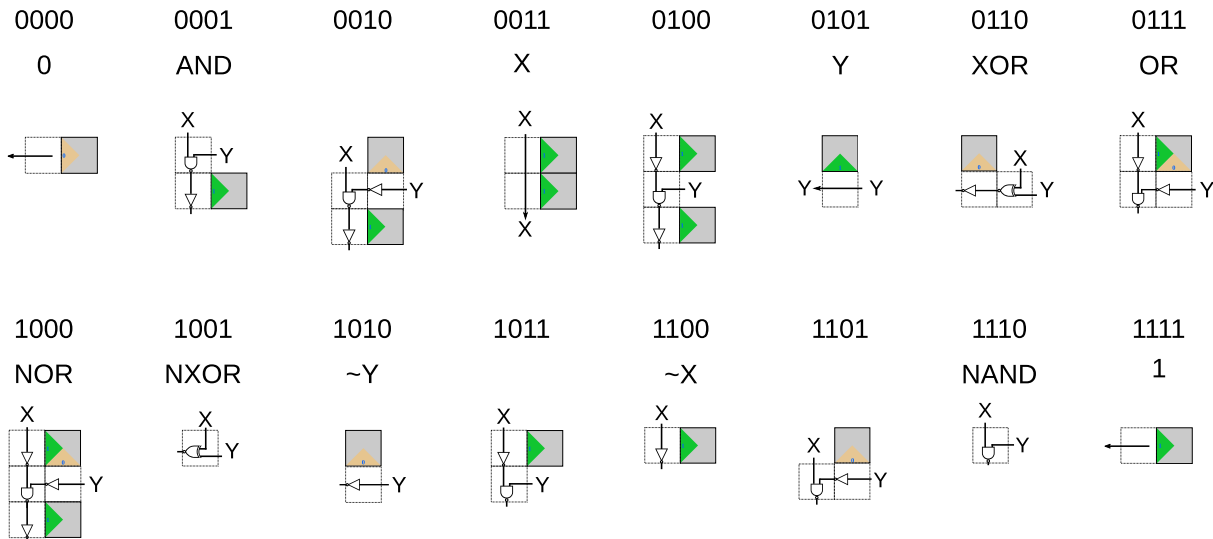 0000 0001 0010 0011 0100 0101 0110 0111
0 AND X Y XOR OR
X X X X
X X
Y Y Y Y Y Y Y Y
X
1000 1001 1010 1011 1100 1101 1110 1111
NOR NXOR ~Y ~X NAND 1
X X X X X
X
Y Y Y Y Y Y Y